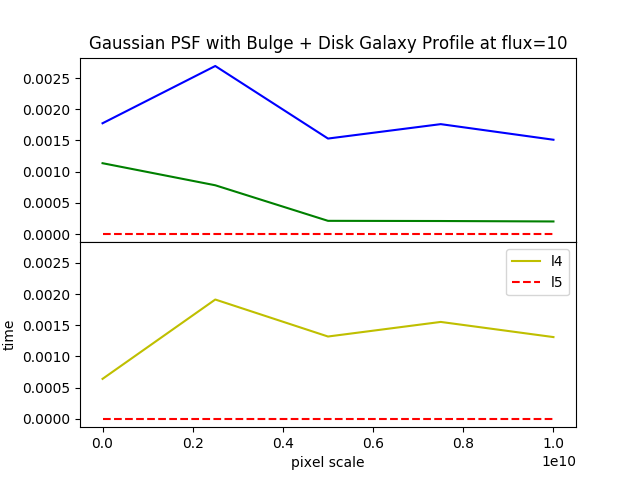 Gaussian PSF with Bulge + Disk Galaxy Profile at flux=10
0.0025
0.0020
0.0015
0.0010
0.0005
0.0000
0.0025
0.0020
0.0015
0.0010
0.0005
0.0000
time
l4
l5
0.0 0.2 0.4 0.6 0.8 1.0
1e10
pixel scale